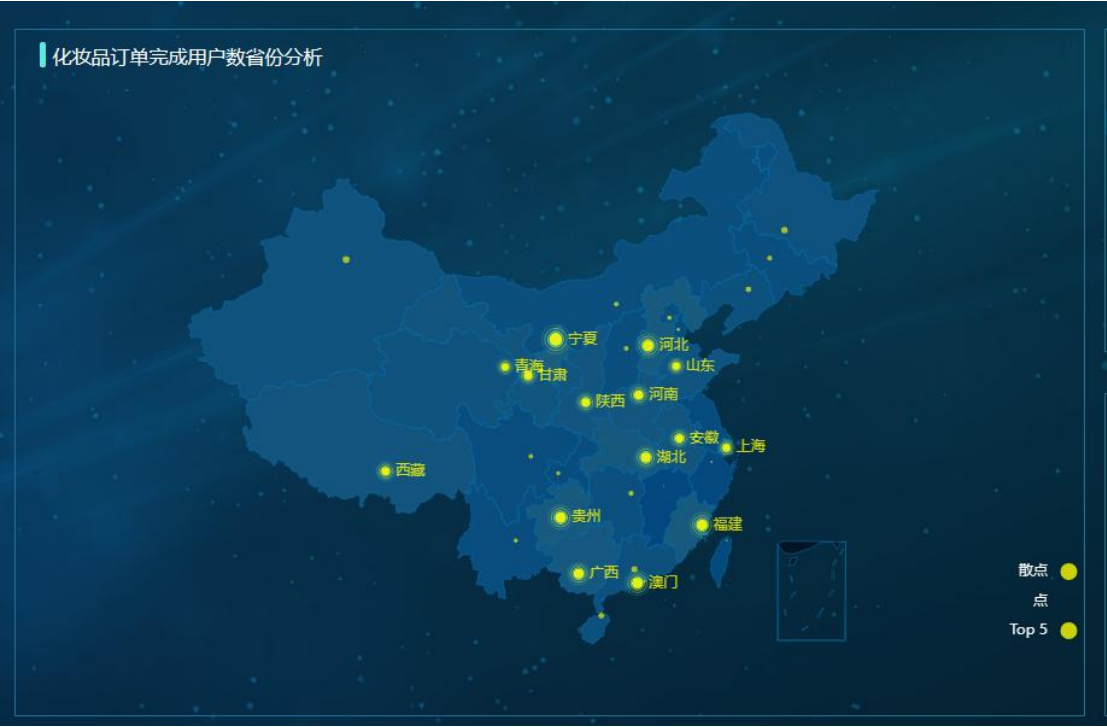 化妆品订单完成用户数省份分析
宁夏
河北
青海
甘肃
山东
陕西
河南
安徽
上海
湖北
西藏
贵州
福建
广西
澳门
散点
点
Top 5